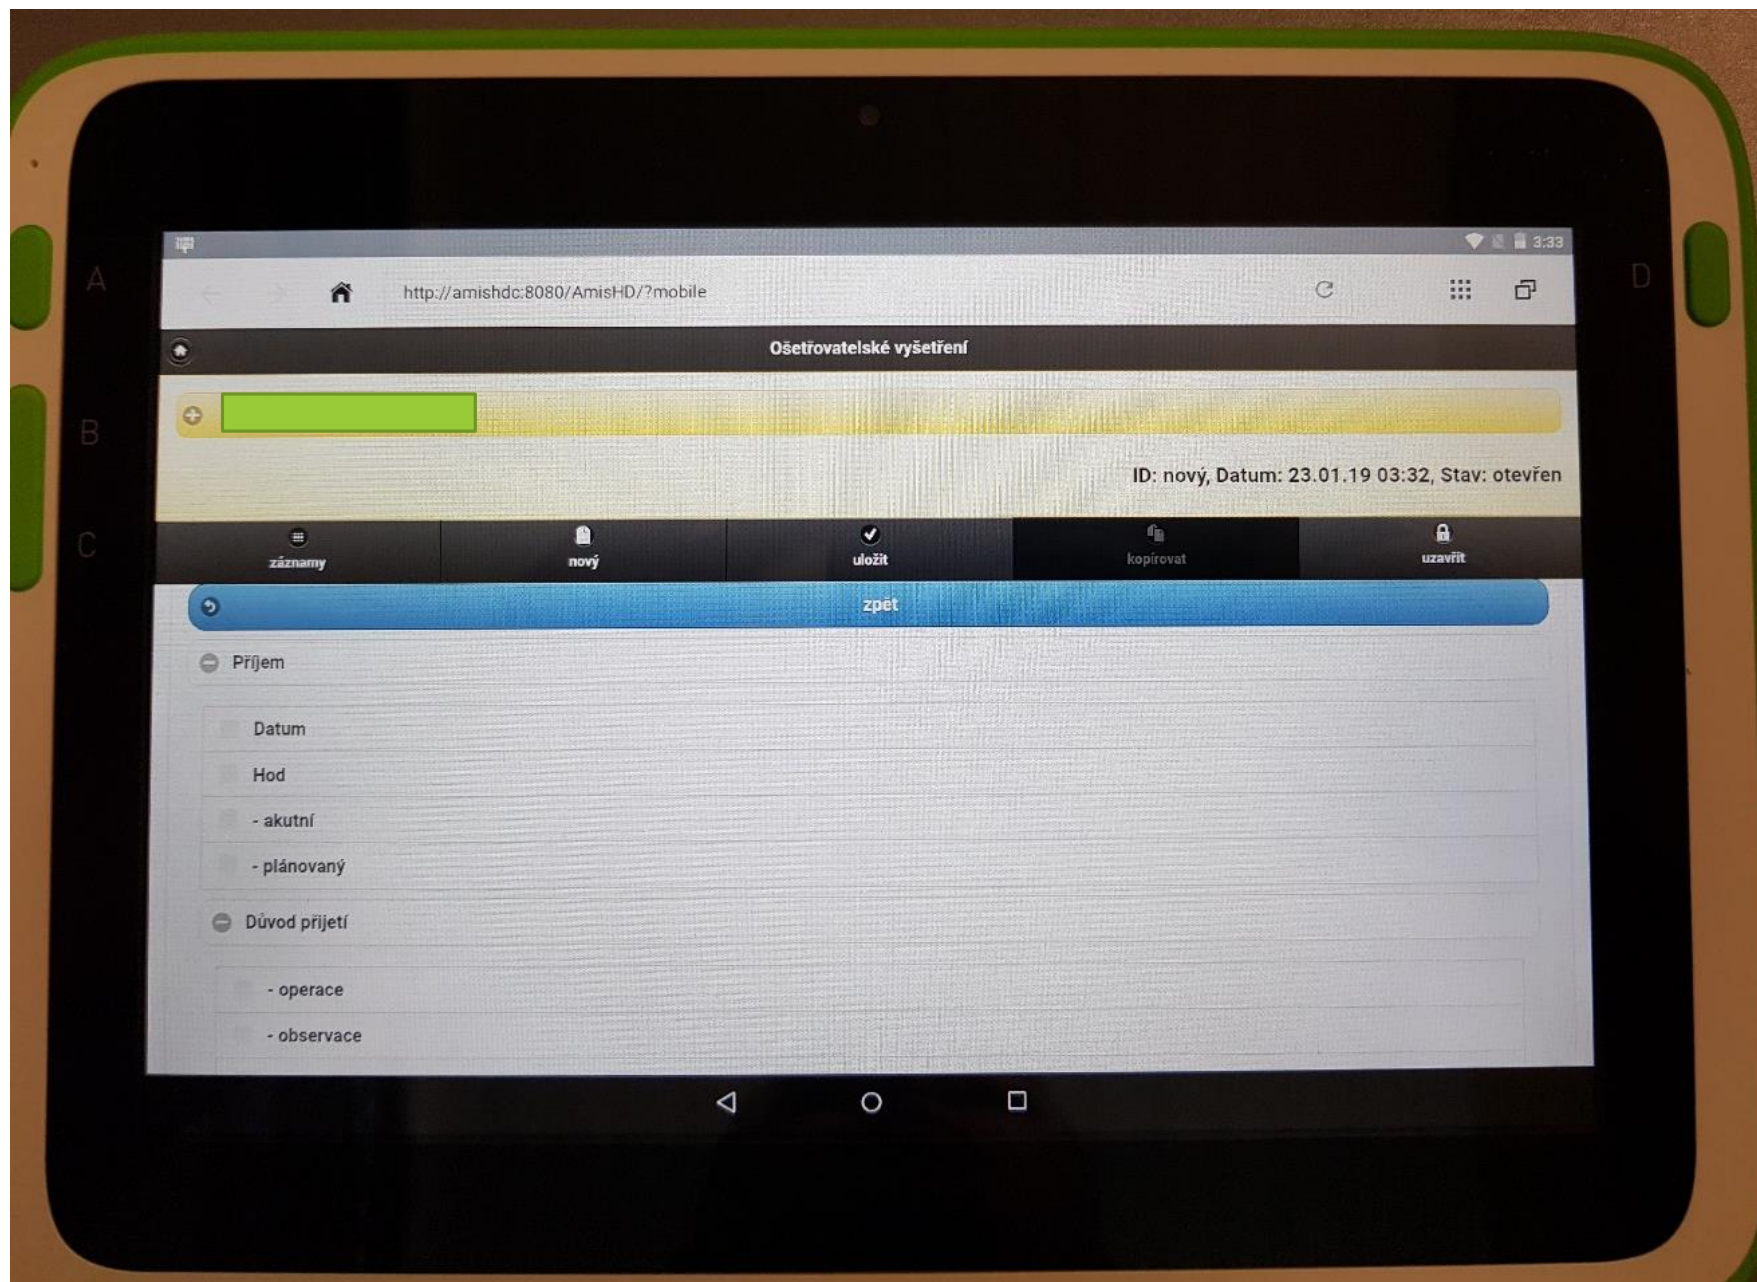 3:33
http://amishdc:8080/AmisHD/?mobile
Ošetřovatelské vyšetření
ID: nový, Datum: 23.01.19 03:32, Stav: otevřen
záznamy nový uložit kopírovat uzavřít
zpět
Příjem
Datum
Hod
- akutní
- plánovaný
Důvod přijetí
- operace
- observace
A
B
C
D